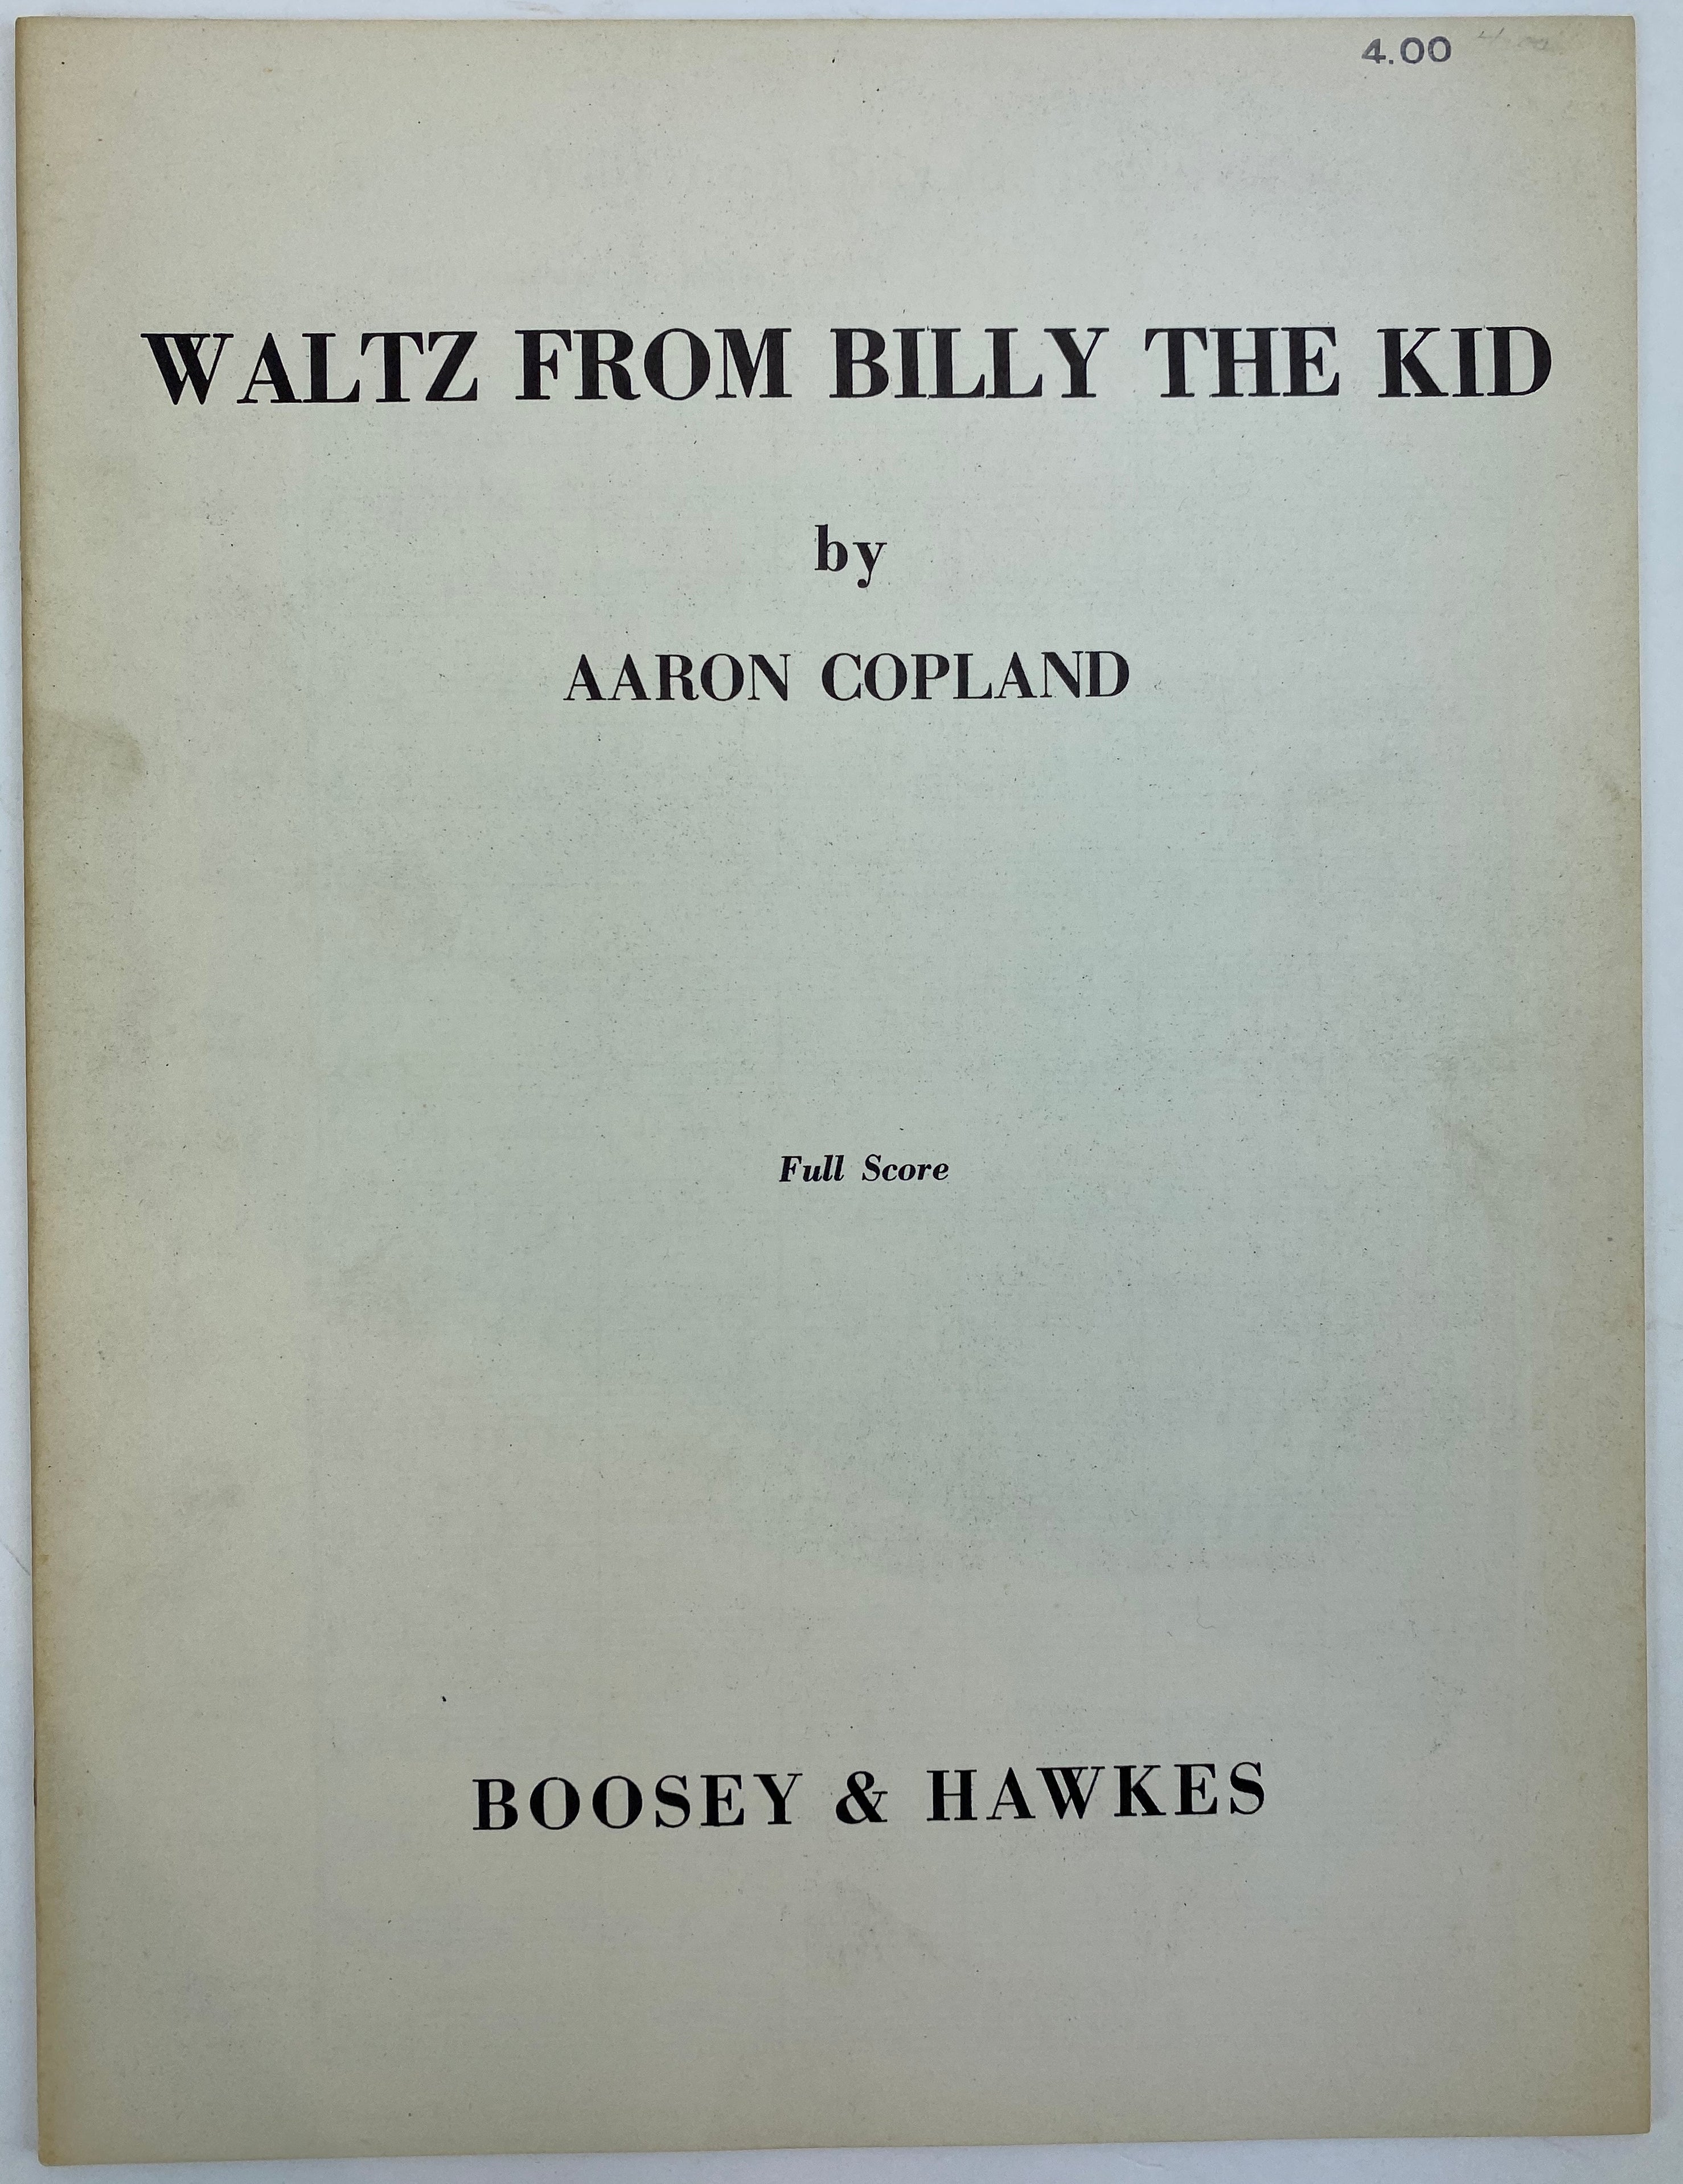 4.00
WALTZ FROM BILLY THE KID
by
AARON COPLAND
Full Score
BOOSEY & HAWKES